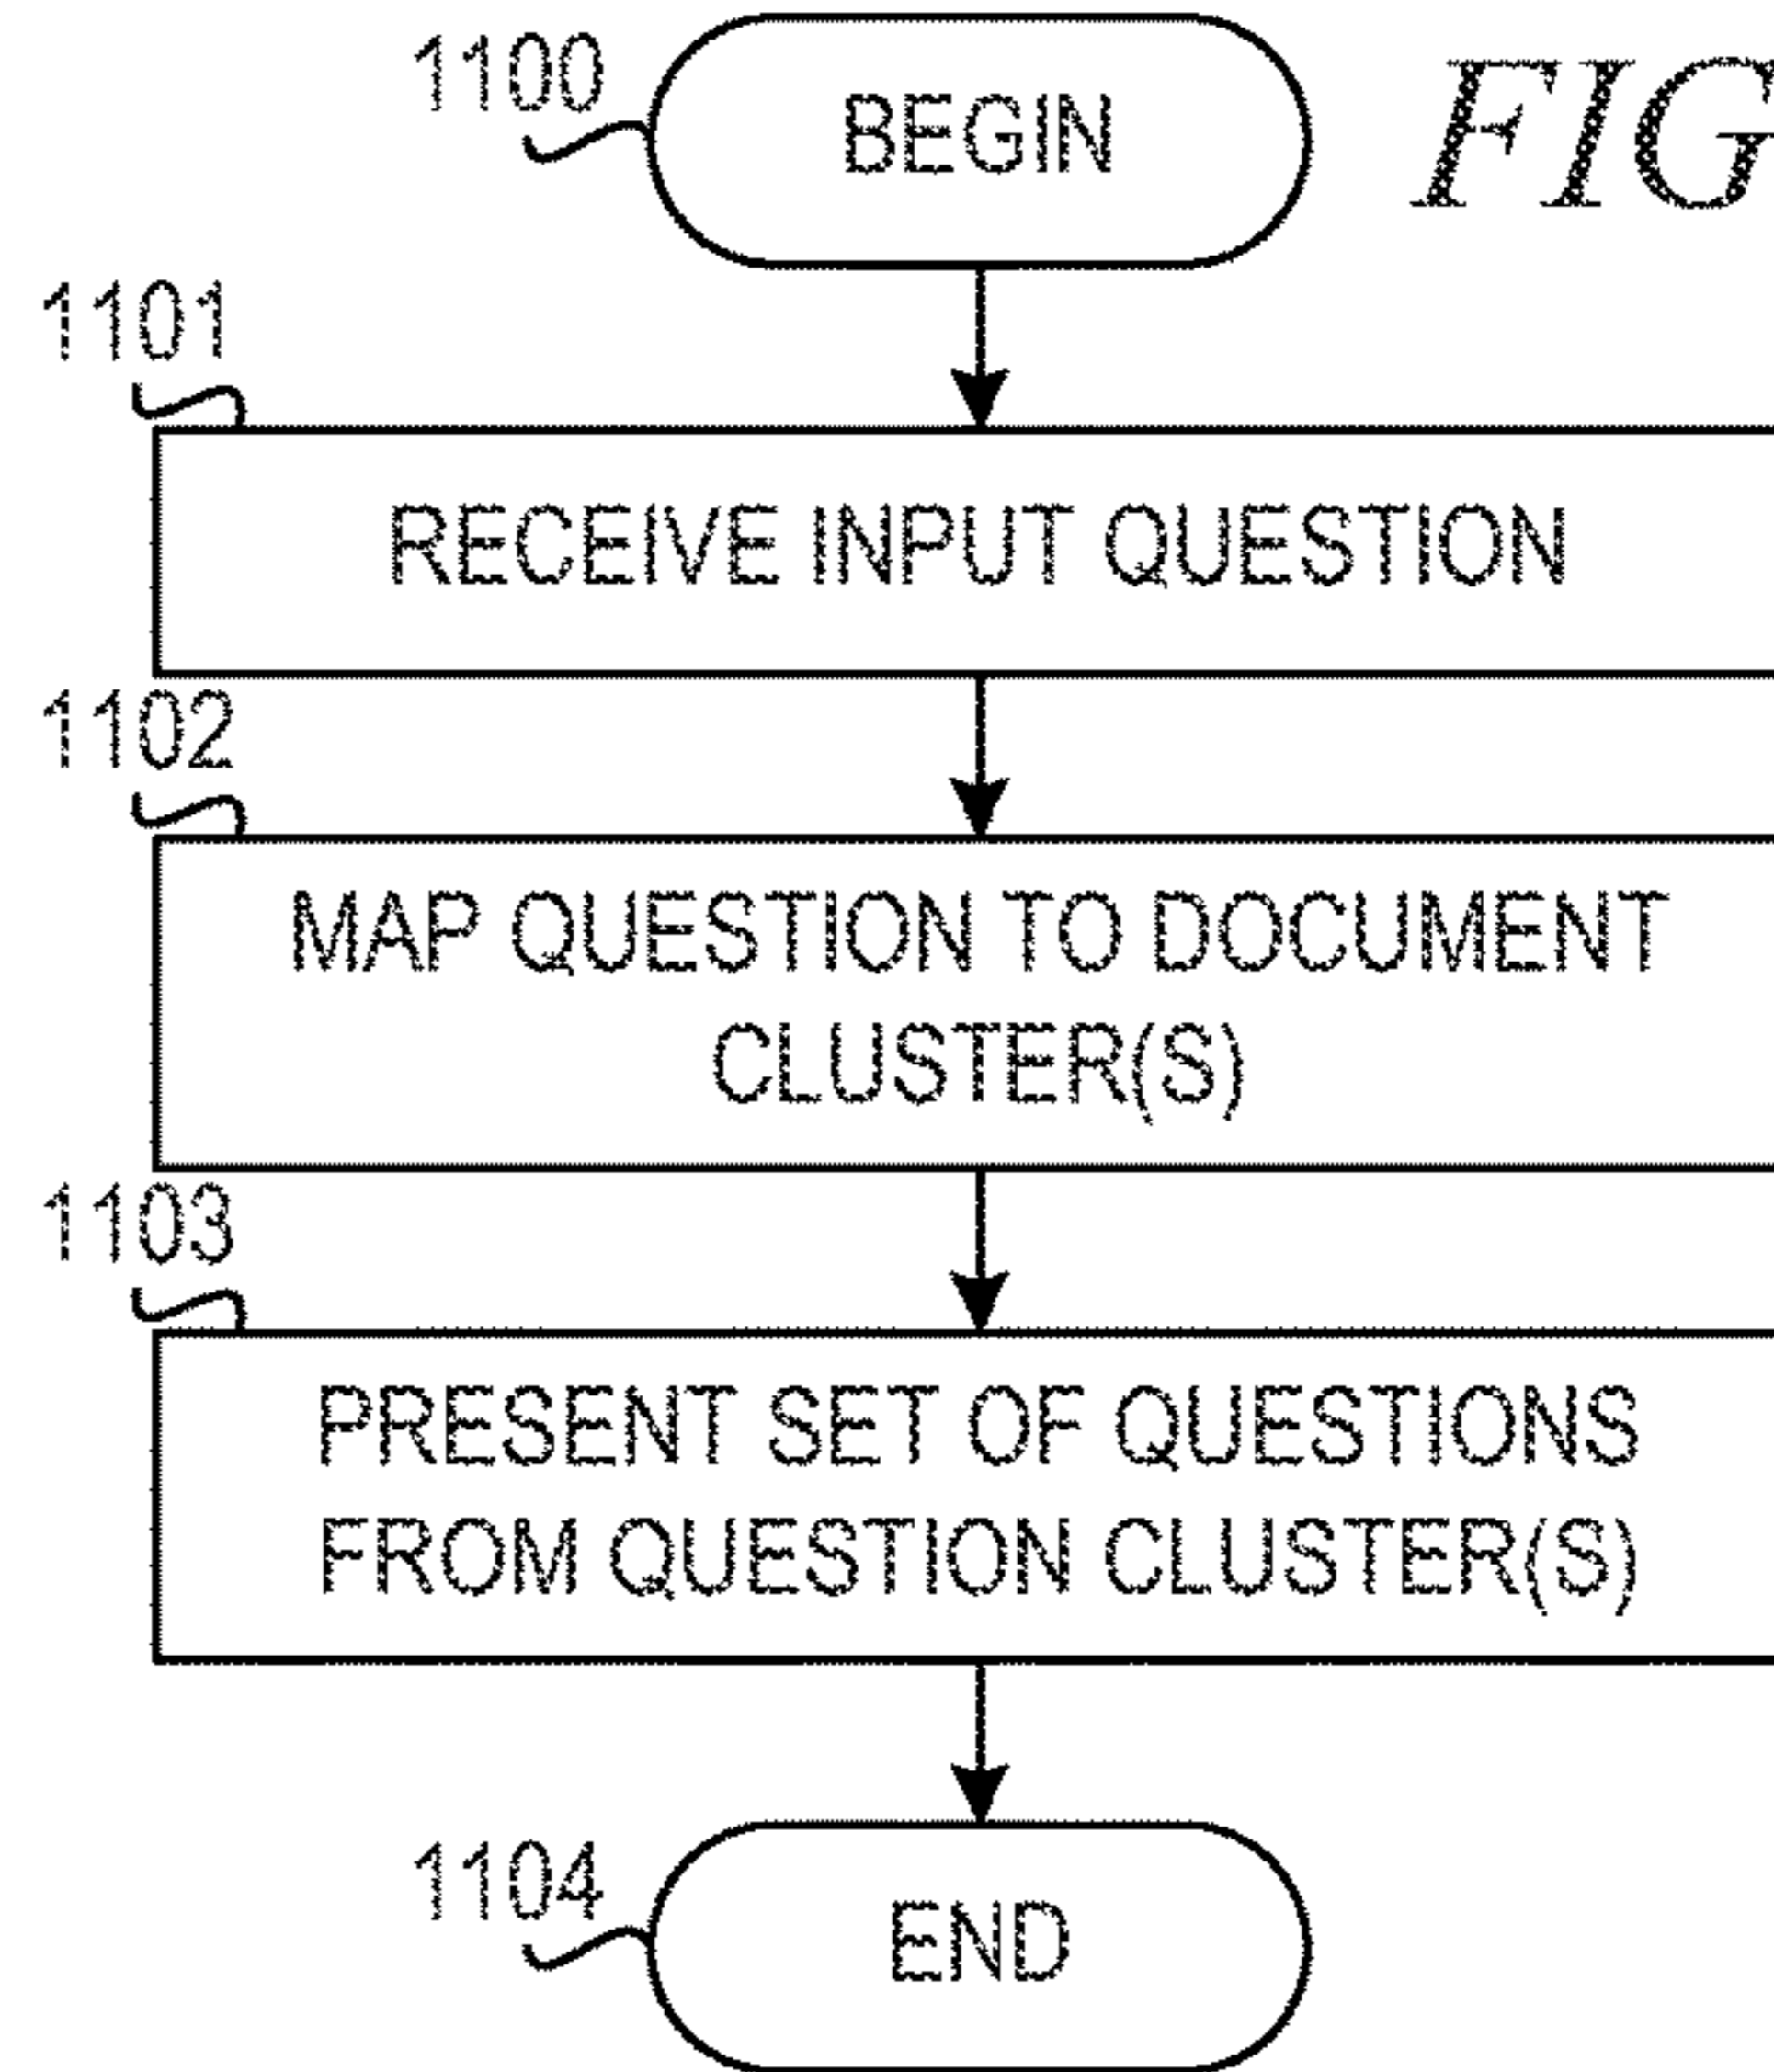 1100
BEGIN
FIG
1101
RECEIVE INPUT QUESTION
1102
MAP QUESTION TO DOCUMENT
CLUSTER(S)
1103
PRESENT SET OF QUESTIONS
FROM QUESTION CLUSTER(S)
1104
END